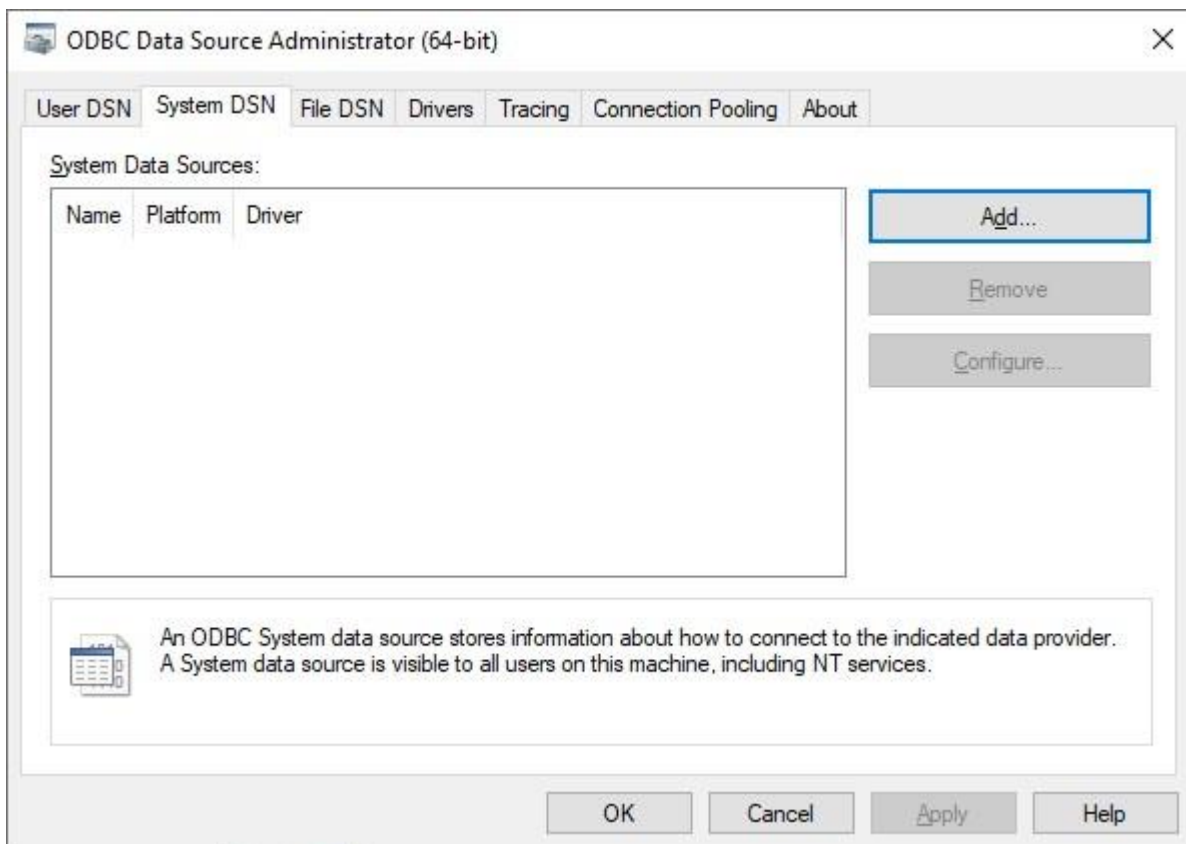 ODBC Data Source Administrator (64-bit)
User DSN System DSN File DSN Drivers Tracing Connection Pooling About
System Data Sources:
Name Platform Driver
Add...
Remove
Configure...
An ODBC System data source stores information about how to connect to the indicated data provider.
A System data source is visible to all users on this machine, including NT services.
OK Cancel Apply Help